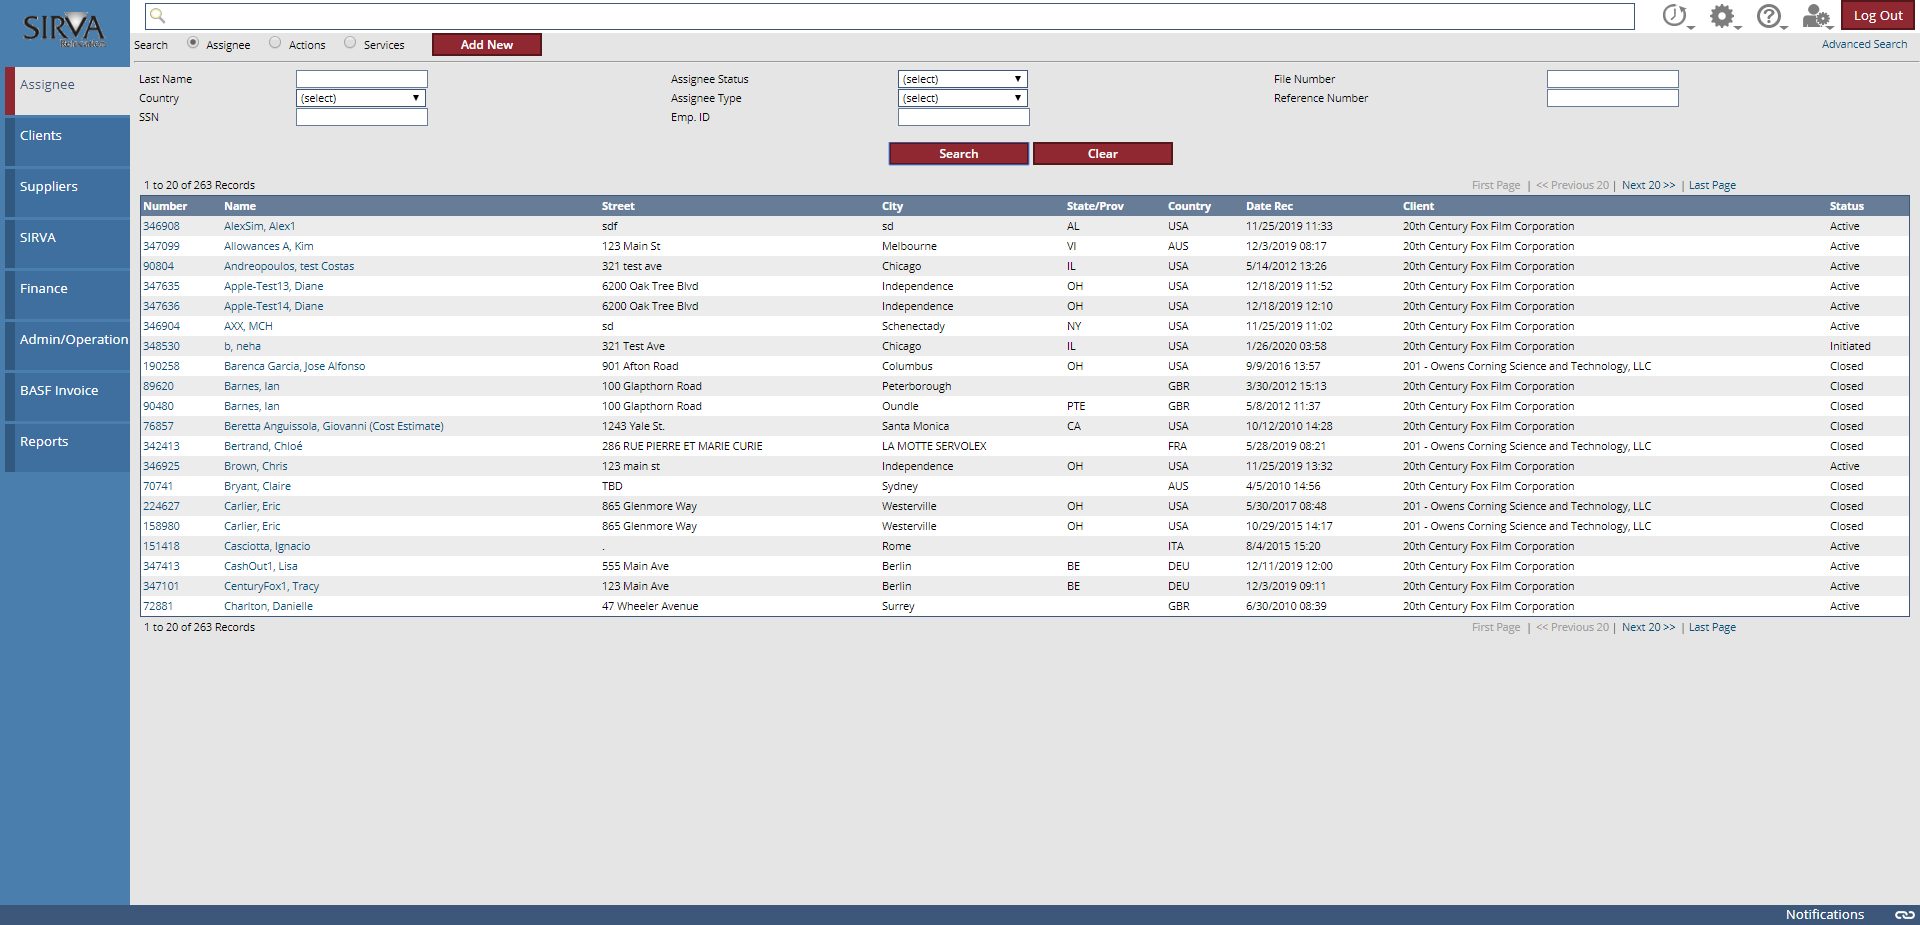 SIRVA
Log Out
Search Assignee Actions Services Add New Advanced Search
Assignee
Clients
Suppliers
SIRVA
Finance
Admin/Operation
BASF Invoice
Reports
Last Name Assignee Status (select) File Number
Country (select) Assignee Type (select) Reference Number
SSN Emp. ID
Search Clear
1 to 20 of 263 Records First Page | << Previous 20 | Next 20 >> | Last Page
Number Name Street City State/Prov Country Date Rec Client Status
346908 AlexSim, Alex1 sdf sd AL USA 11/25/2019 11:33 20th Century Fox Film Corporation Active
347099 Allowances A, Kim 123 Main St Melbourne VI AUS 12/3/2019 08:17 20th Century Fox Film Corporation Active
90804 Andreopoulos, test Costas 321 test ave Chicago IL USA 5/14/2012 13:26 20th Century Fox Film Corporation Active
347635 Apple-Test13, Diane 6200 Oak Tree Blvd Independence OH USA 12/18/2019 11:52 20th Century Fox Film Corporation Active
347636 Apple-Test14, Diane 6200 Oak Tree Blvd Independence OH USA 12/18/2019 12:10 20th Century Fox Film Corporation Active
346904 AXX, MCH sd Schenectady NY USA 11/25/2019 11:02 20th Century Fox Film Corporation Active
348530 b, neha 321 Test Ave Chicago IL USA 1/26/2020 03:58 20th Century Fox Film Corporation Initiated
190258 Barenca Garcia, Jose Alfonso 901 Afton Road Columbus OH USA 9/9/2016 13:57 201 - Owens Corning Science and Technology, LLC Closed
89620 Barnes, Ian 100 Glapthorn Road Peterborough GBR 3/30/2012 15:13 20th Century Fox Film Corporation Closed
90480 Barnes, Ian 100 Glapthorn Road Oundle PTE GBR 5/8/2012 11:37 20th Century Fox Film Corporation Closed
76857 Beretta Anguissola, Giovanni (Cost Estimate) 1243 Yale St. Santa Monica CA USA 10/12/2010 14:28 20th Century Fox Film Corporation Closed
342413 Bertrand, Chloé 286 RUE PIERRE ET MARIE CURIE LA MOTTE SERVOLEX FRA 5/28/2019 08:21 201 - Owens Corning Science and Technology, LLC Closed
346925 Brown, Chris 123 main st Independence OH USA 11/25/2019 13:32 20th Century Fox Film Corporation Active
70741 Bryant, Claire TBD Sydney AUS 4/5/2010 14:56 20th Century Fox Film Corporation Closed
224627 Carlier, Eric 865 Glenmore Way Westerville OH USA 5/30/2017 08:48 201 - Owens Corning Science and Technology, LLC Closed
158980 Carlier, Eric 865 Glenmore Way Westerville OH USA 10/29/2015 14:17 201 - Owens Corning Science and Technology, LLC Closed
151418 Casciotta, Ignacio . Rome ITA 8/4/2015 15:20 20th Century Fox Film Corporation Active
347413 CashOut1, Lisa 555 Main Ave Berlin BE DEU 12/11/2019 12:00 20th Century Fox Film Corporation Active
347101 CenturyFox1, Tracy 123 Main Ave Berlin BE DEU 12/3/2019 09:11 20th Century Fox Film Corporation Active
72881 Charlton, Danielle 47 Wheeler Avenue Surrey GBR 6/30/2010 08:39 20th Century Fox Film Corporation Active
1 to 20 of 263 Records First Page | << Previous 20 | Next 20 >> | Last Page
Notifications